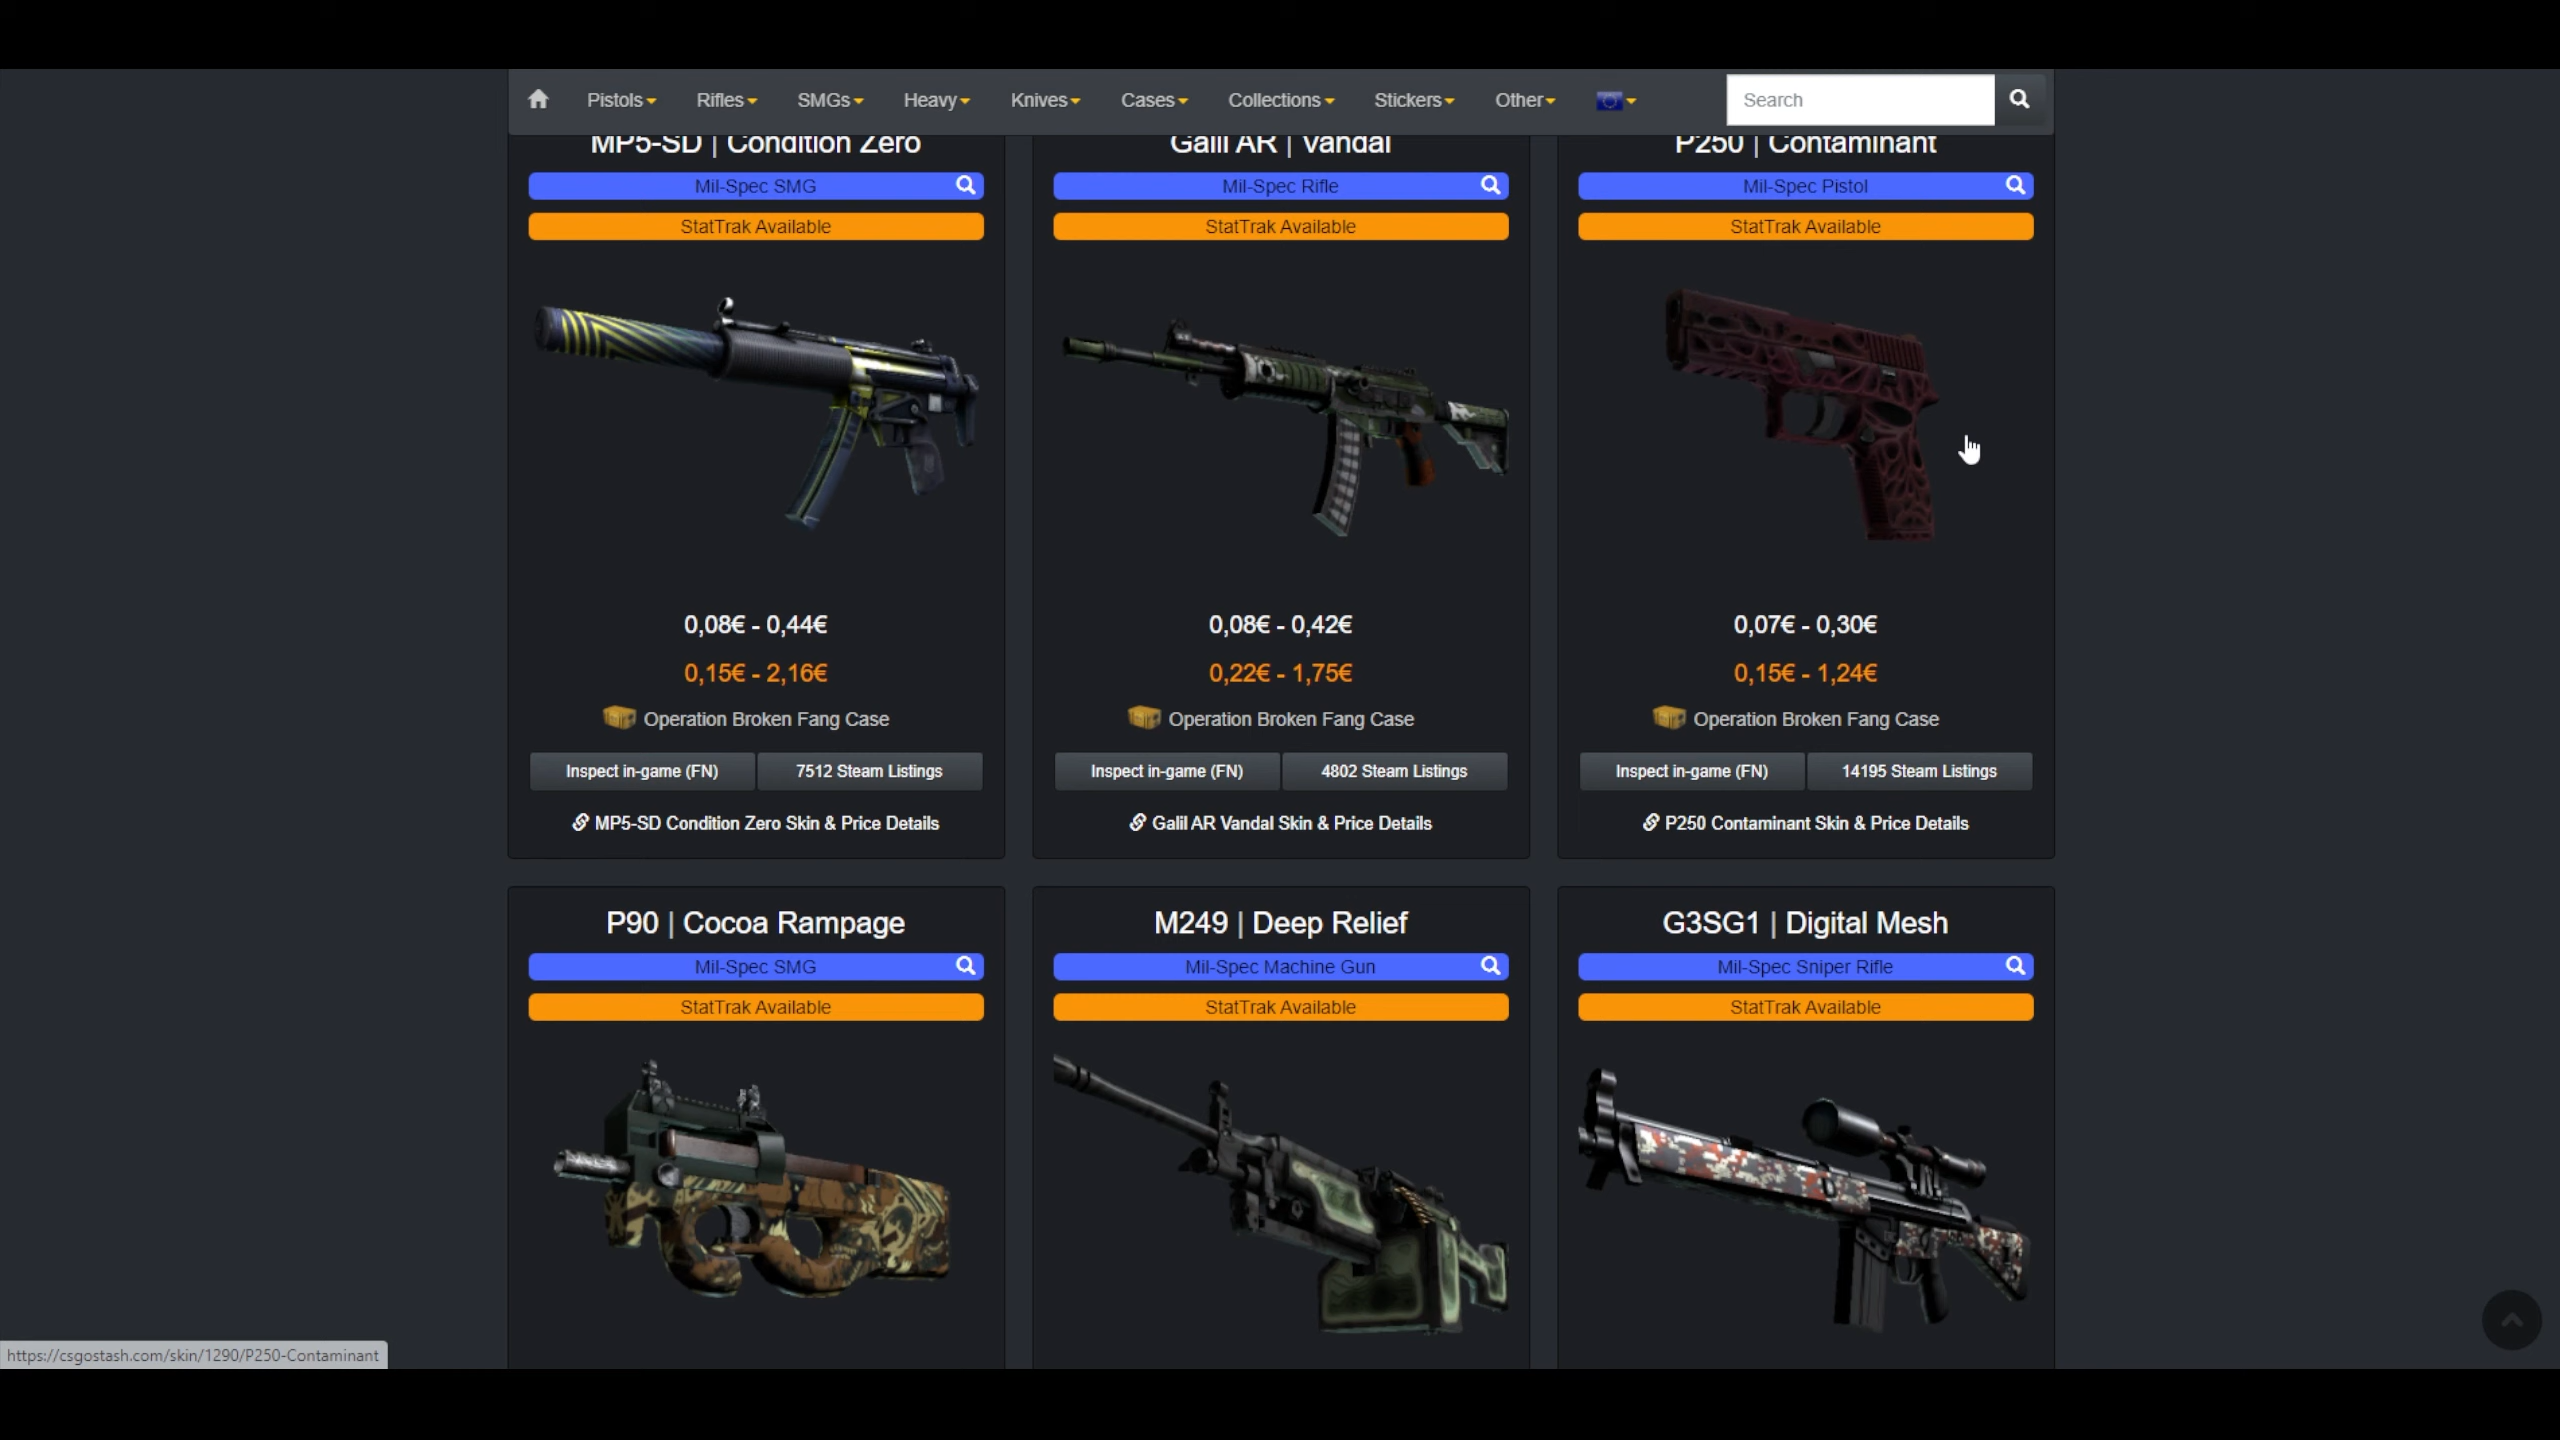 Pistols Rifles SMGs Heavy Knives Cases Collections Stickers Other Search
MP5-SD | Condition Zero
Mil-Spec SMG
StatTrak Available
0,08€ - 0,44€
0,15€ - 2,16€
Operation Broken Fang Case
Inspect in-game (FN) 7512 Steam Listings
MP5-SD Condition Zero Skin & Price Details
Galil AR | Vandal
Mil-Spec Rifle
StatTrak Available
0,08€ - 0,42€
0,22€ - 1,75€
Operation Broken Fang Case
Inspect in-game (FN) 4802 Steam Listings
Galil AR Vandal Skin & Price Details
P250 | Contaminant
Mil-Spec Pistol
StatTrak Available
0,07€ - 0,30€
0,15€ - 1,24€
Operation Broken Fang Case
Inspect in-game (FN) 14195 Steam Listings
P250 Contaminant Skin & Price Details
P90 | Cocoa Rampage
Mil-Spec SMG
StatTrak Available
M249 | Deep Relief
Mil-Spec Machine Gun
StatTrak Available
G3SG1 | Digital Mesh
Mil-Spec Sniper Rifle
StatTrak Available
https://csgostash.com/skin/1290/P250-Contaminant